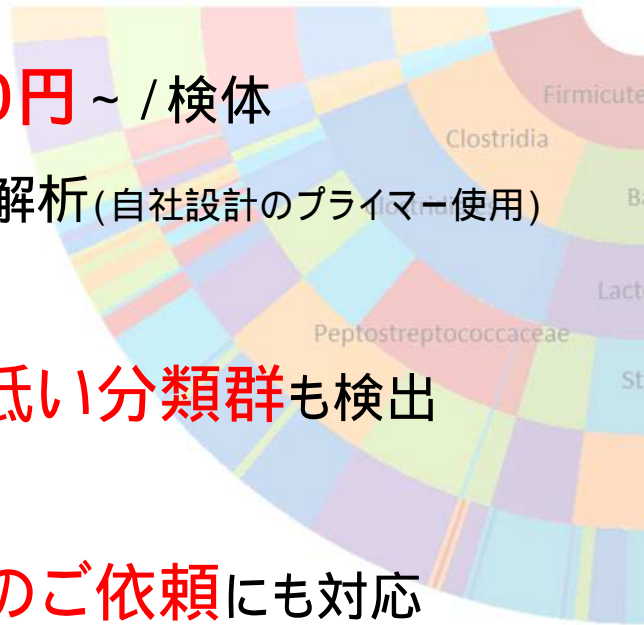 0円 ~ /検体
Firmicute
Clostridia
解析(自社設計のプライマー使用)
Lact
Peptostreptococcaceae
St
低い分類群も検出
のご依頼にも対応